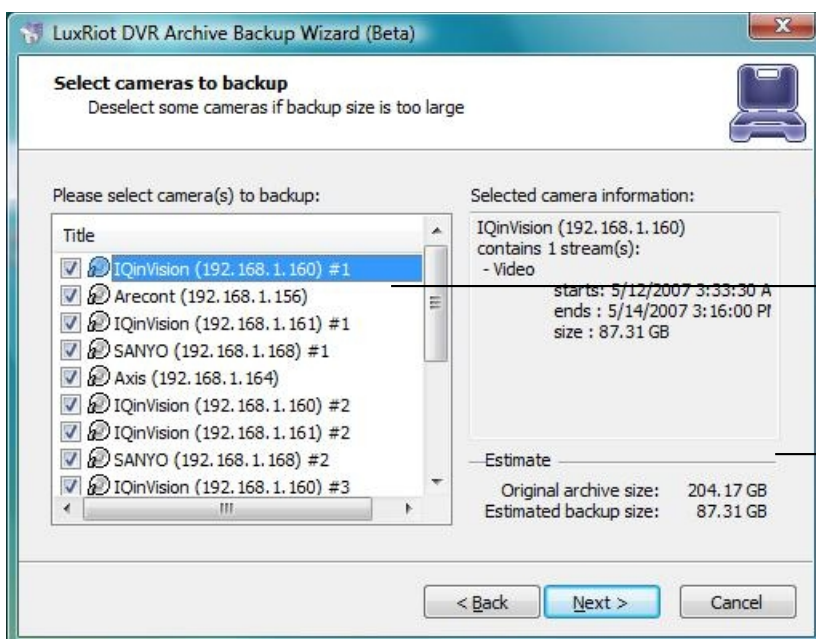 LuxRiot DVR Archive Backup Wizard (Beta)
Select cameras to backup
Deselect some cameras if backup size is too large
Please select camera(s) to backup:
Title
IQinVision (192.168.1.160) #1
Arecont (192.168.1.156)
IQinVision (192.168.1.161) #1
SANYO (192.168.1.168) #1
Axis (192.168.1.164)
IQinVision (192.168.1.160) #2
IQinVision (192.168.1.161) #2
SANYO (192.168.1.168) #2
IQinVision (192.168.1.160) #3
Selected camera information:
IQinVision (192.168.1.160)
contains 1 stream(s):
- Video
starts: 5/12/2007 3:33:30 A
ends : 5/14/2007 3:16:00 PM
size : 87.31 GB
Estimate
Original archive size: 204.17 GB
Estimated backup size: 87.31 GB
< Back
Next >
Cancel